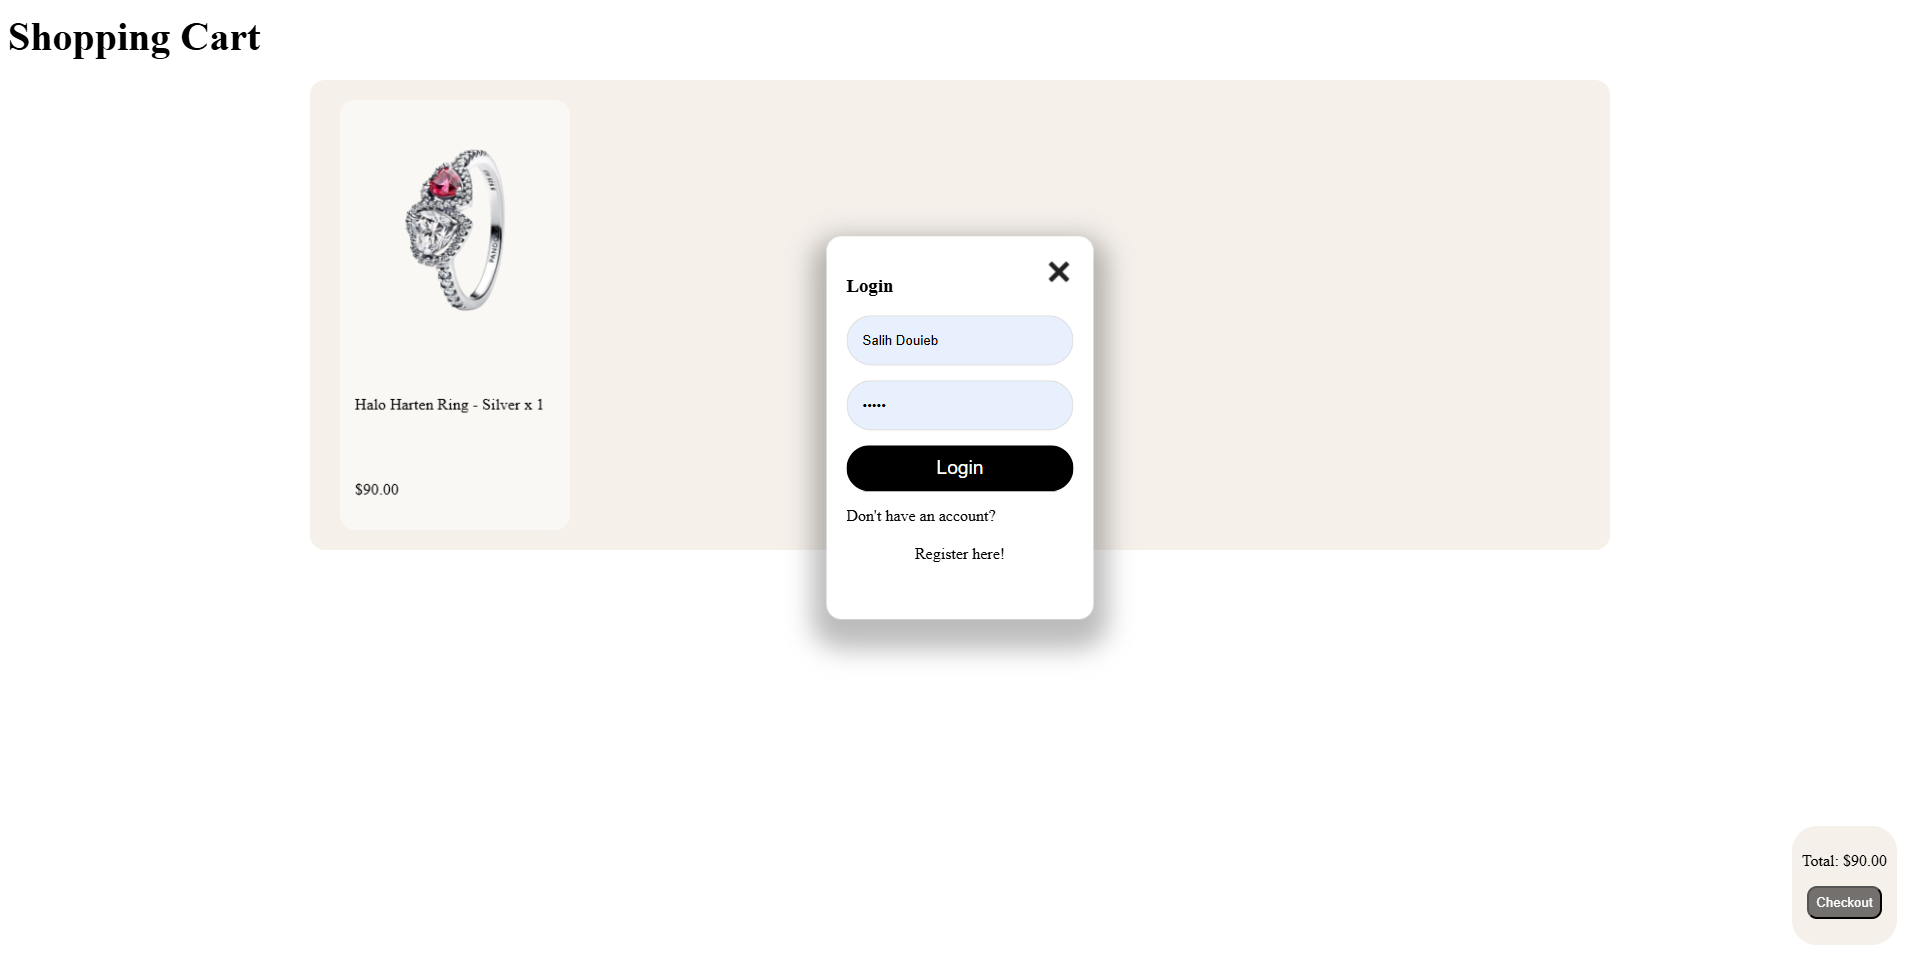 Shopping Cart
PANDO
Halo Harten Ring - Silver x 1
$90.00
Login
Salih Douieb
•••••
Login
Don't have an account?
Register here!
Total: $90.00
Checkout